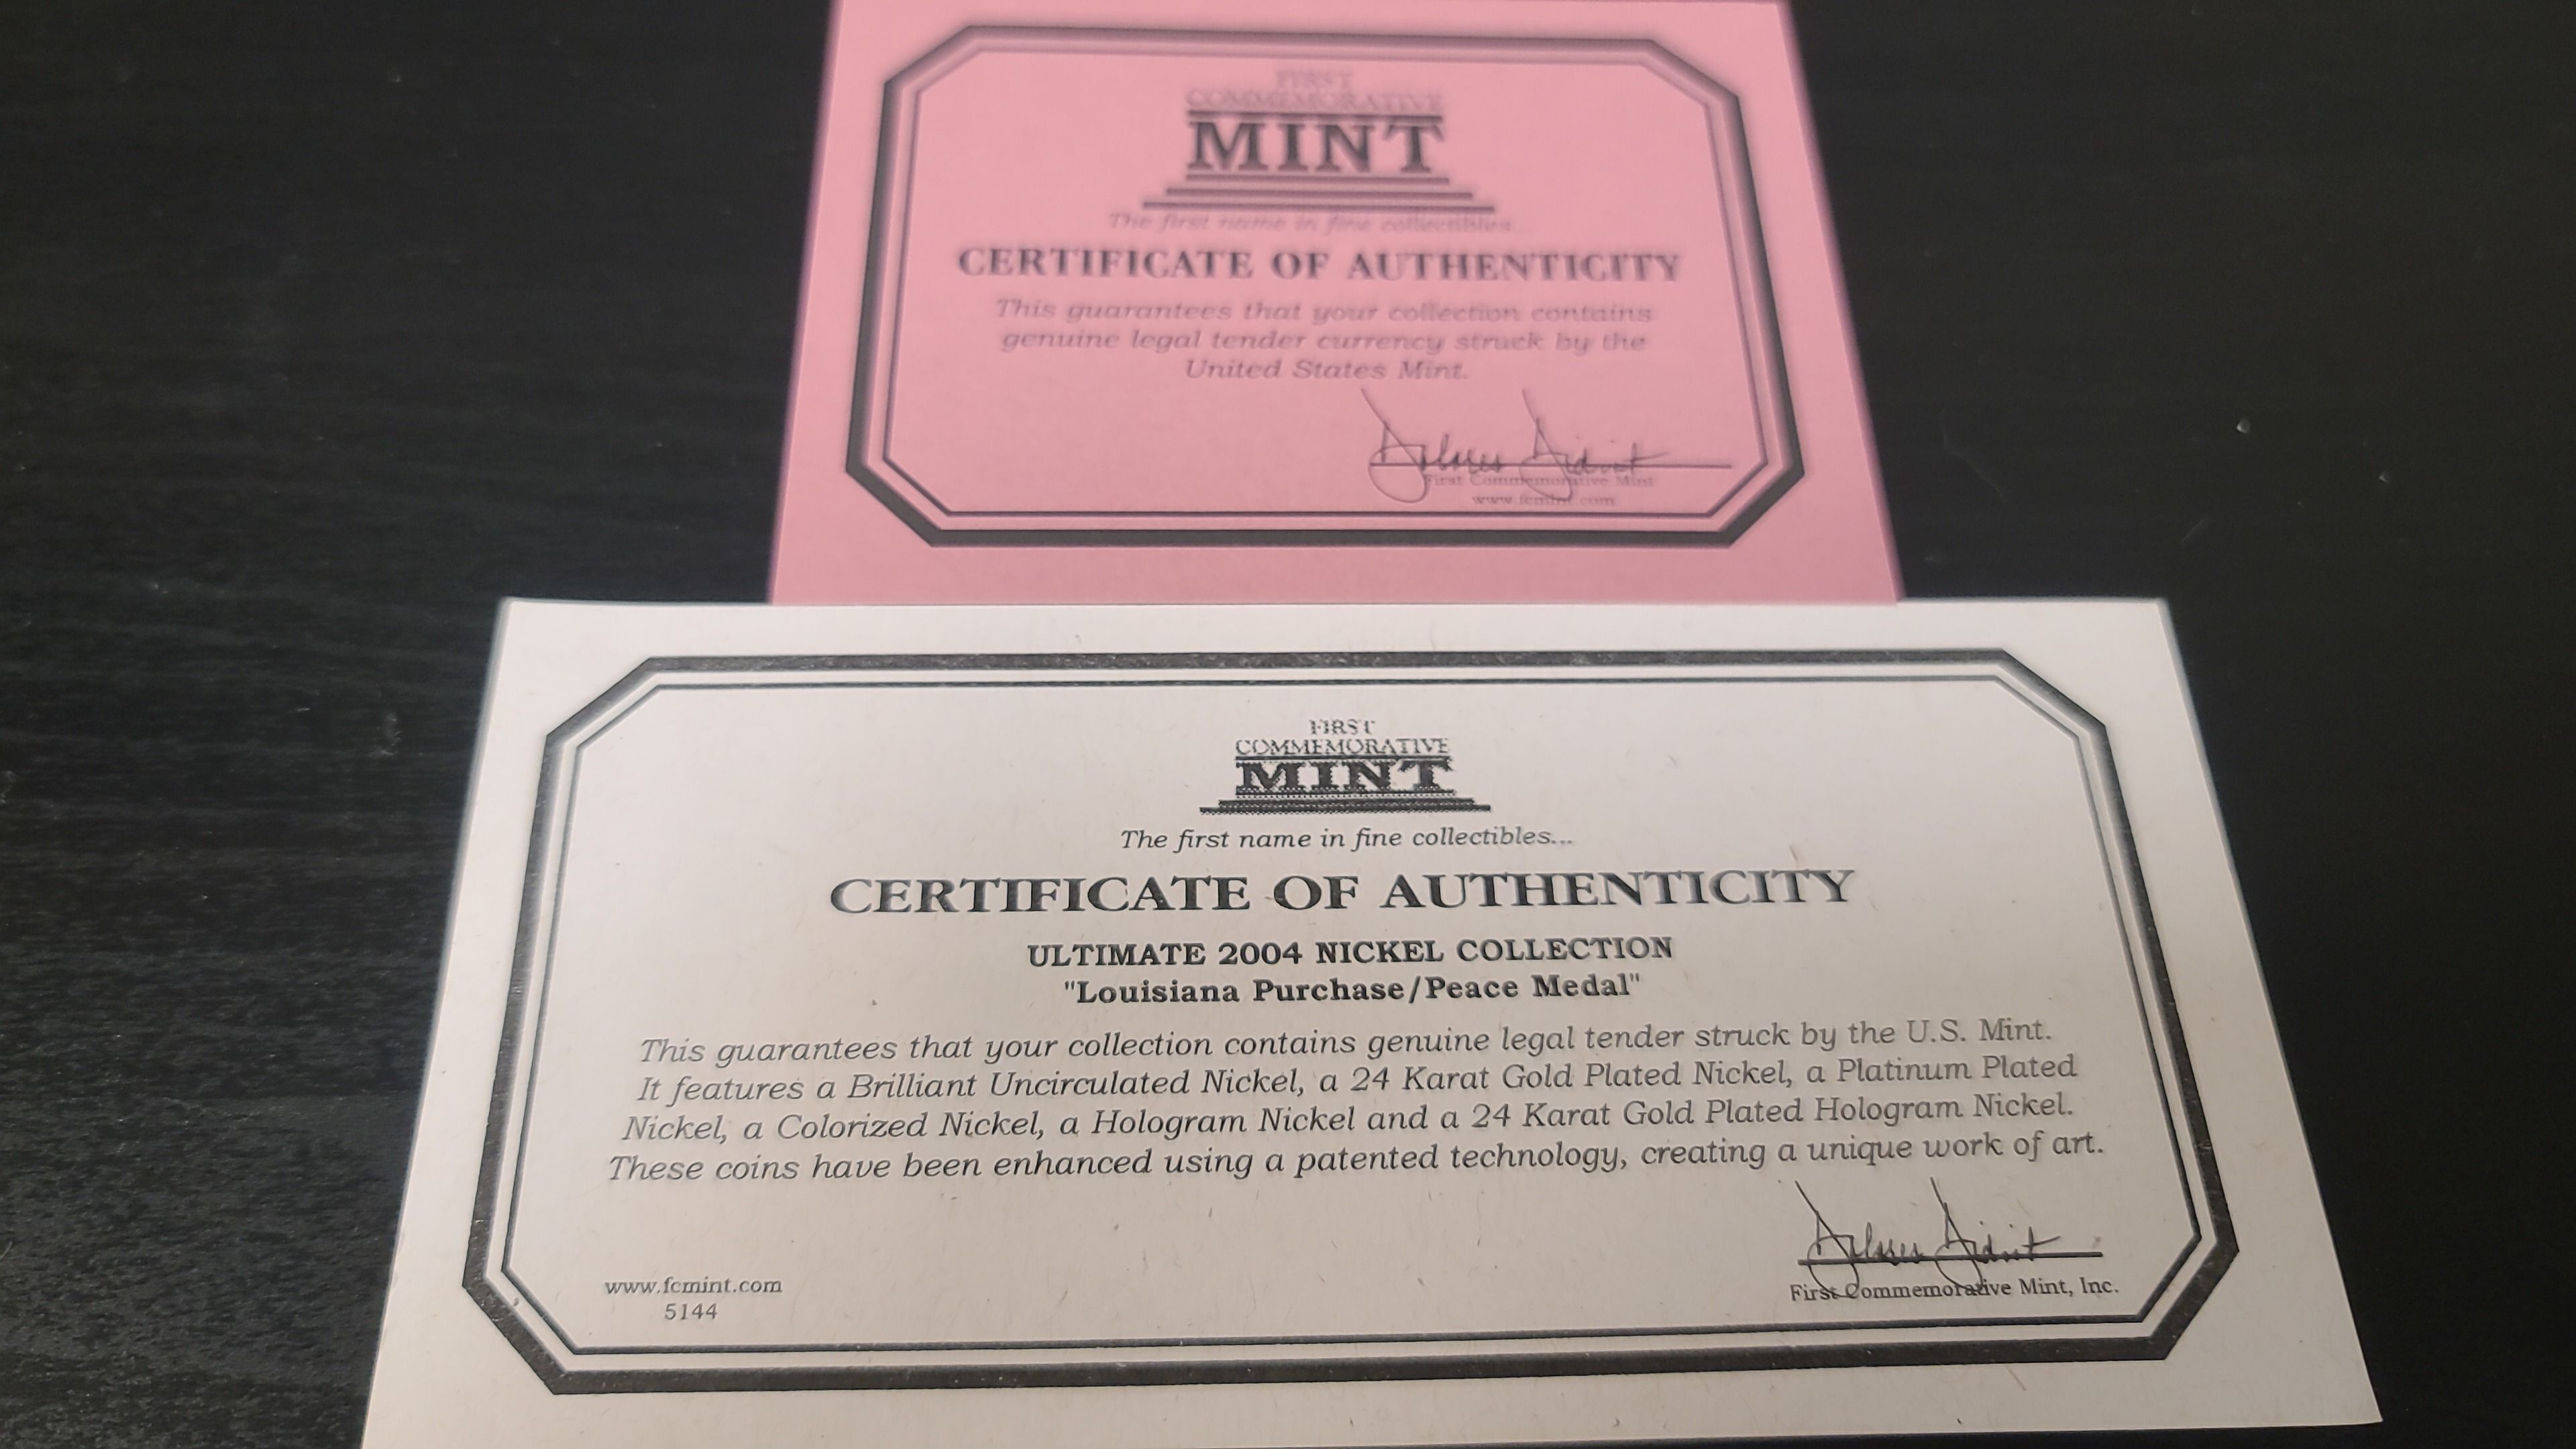 FIRST
COMMEMORATIVE
MINT
The first name in fine collectibles...
CERTIFICATE OF AUTHENTICITY
This guarantees that your collection contains
genuine legal tender currency struck by the
United States Mint.
First Commemorative Mint
www.fcmint.com
FIRST
COMMEMORATIVE
MINT
The first name in fine collectibles...
CERTIFICATE OF AUTHENTICITY
ULTIMATE 2004 NICKEL COLLECTION
"Louisiana Purchase/Peace Medal"
This guarantees that your collection contains genuine legal tender struck by the U.S. Mint.
It features a Brilliant Uncirculated Nickel, a 24 Karat Gold Plated Nickel, a Platinum Plated
Nickel, a Colorized Nickel, a Hologram Nickel and a 24 Karat Gold Plated Hologram Nickel.
These coins have been enhanced using a patented technology, creating a unique work of art.
www.fcmint.com
5144
First Commemorative Mint, Inc.